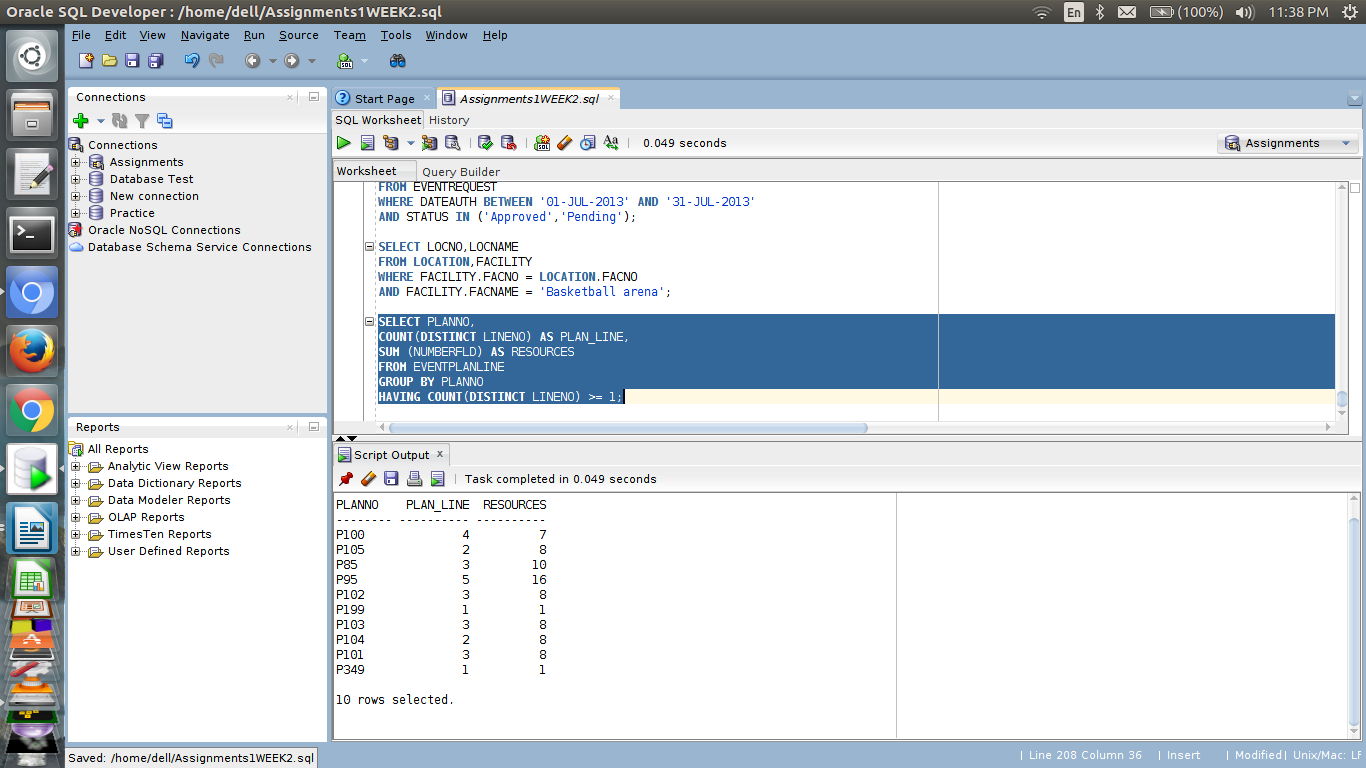 Oracle SQL Developer : /home/dell/Assignments1WEEK2.sql
En (100%) 11:38 PM
File Edit View Navigate Run Source Team Tools Window Help
Connections
Start Page Assignments1WEEK2.sql
SQL Worksheet History
0.049 seconds Assignments
Worksheet Query Builder
Connections
Assignments
Database Test
New connection
Practice
Oracle NoSQL Connections
Database Schema Service Connections
FROM EVENTREQUEST
WHERE DATEAUTH BETWEEN '01-JUL-2013' AND '31-JUL-2013'
AND STATUS IN ('Approved','Pending');
SELECT LOCNO,LOCNAME
FROM LOCATION,FACILITY
WHERE FACILITY.FACNO = LOCATION.FACNO
AND FACILITY.FACNAME = 'Basketball arena';
SELECT PLANNO,
COUNT(DISTINCT LINENO) AS PLAN_LINE,
SUM (NUMBERFLD) AS RESOURCES
FROM EVENTPLANLINE
GROUP BY PLANNO
HAVING COUNT(DISTINCT LINENO) >= 1;
Reports
All Reports
Analytic View Reports
Data Dictionary Reports
Data Modeler Reports
OLAP Reports
TimesTen Reports
User Defined Reports
Script Output
Task completed in 0.049 seconds
PLANNO PLAN_LINE RESOURCES
-------- ---------- ----------
P100 4 7
P105 2 8
P85 3 10
P95 5 16
P102 3 8
P199 1 1
P103 3 8
P104 2 8
P101 3 8
P349 1 1
10 rows selected.
Saved: /home/dell/Assignments1WEEK2.sql
Line 208 Column 36 Insert Modified Unix/Mac: LF